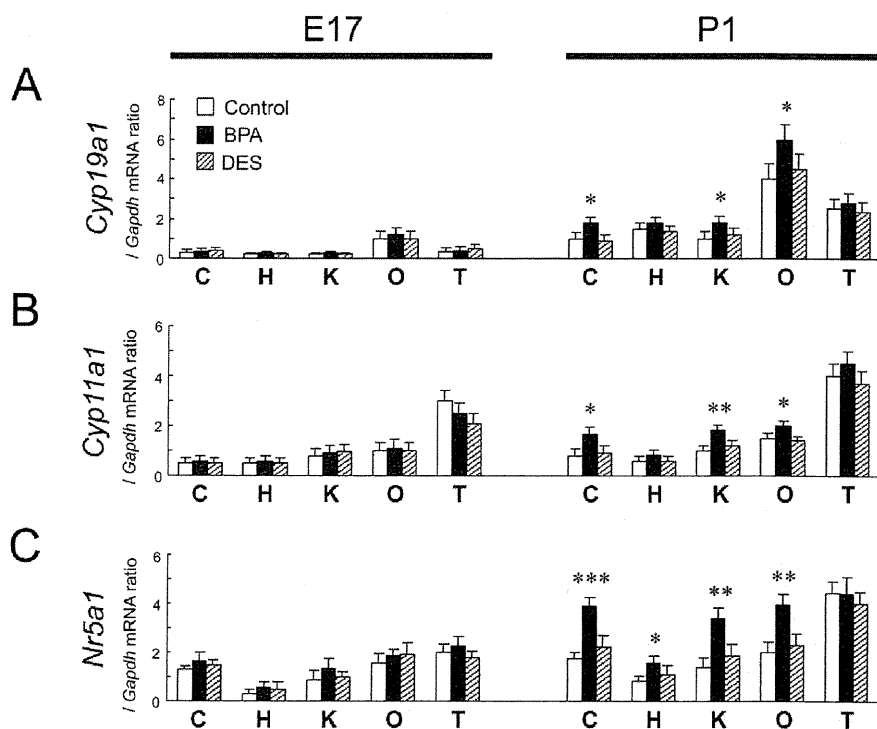 E17 P1
A
Cyp19a1
/ Gapdh mRNA ratio
8
6
4
2
0
Control
BPA
DES
* * *
C H K O T C H K O T
B
Cyp11a1
/ Gapdh mRNA ratio
6
4
2
0
* ** *
C H K O T C H K O T
C
Nr5a1
/ Gapdh mRNA ratio
6
4
2
0
*** * ** **
C H K O T C H K O T